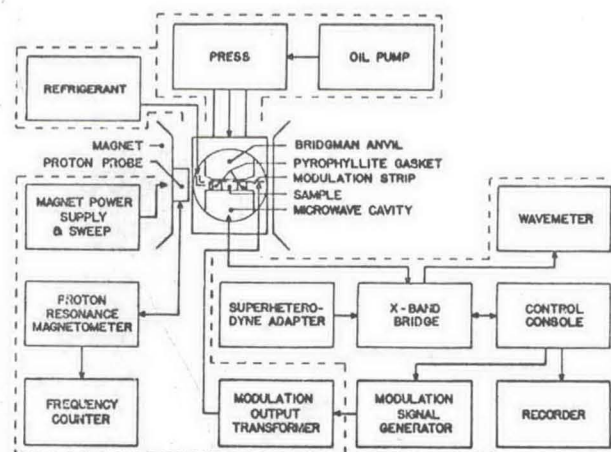 PRESS
OIL PUMP
REFRIGERANT
MAGNET
PROTON PROBE
BRIDGMAN ANVIL
PYROPHYLLITE GASKET
MODULATION STRIP
SAMPLE
MICROWAVE CAVITY
MAGNET POWER
SUPPLY
& SWEEP
WAVEMETER
PROTON
RESONANCE
MAGNETOMETER
SUPERHETERO-
DYNE ADAPTER
X-BAND
BRIDGE
CONTROL
CONSOLE
FREQUENCY
COUNTER
MODULATION
OUTPUT
TRANSFORMER
MODULATION
SIGNAL
GENERATOR
RECORDER